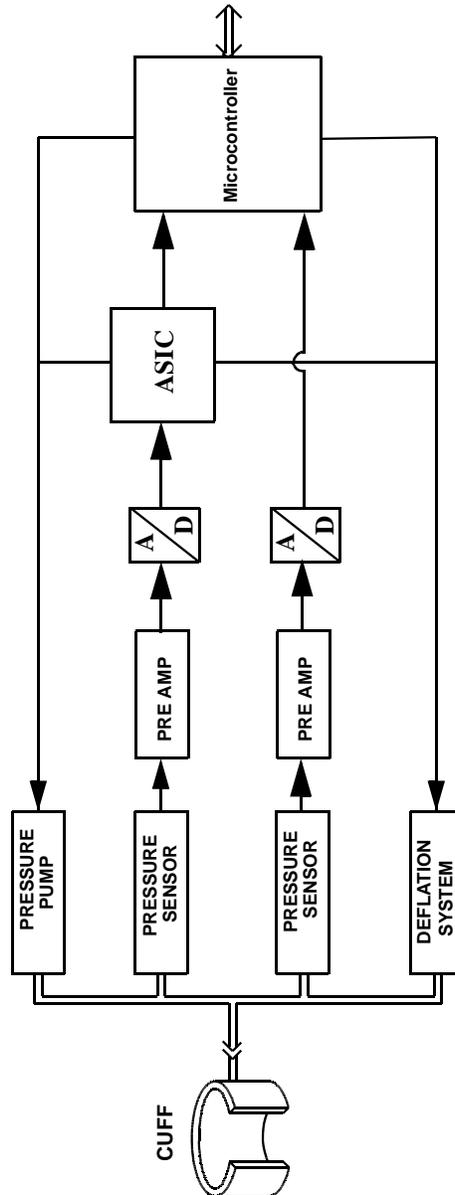 CUFF
PRESSURE
PUMP
PRESSURE
SENSOR
PRE AMP
A
D
ASIC
PRESSURE
SENSOR
PRE AMP
A
D
Microcontroller
DEFLATION
SYSTEM